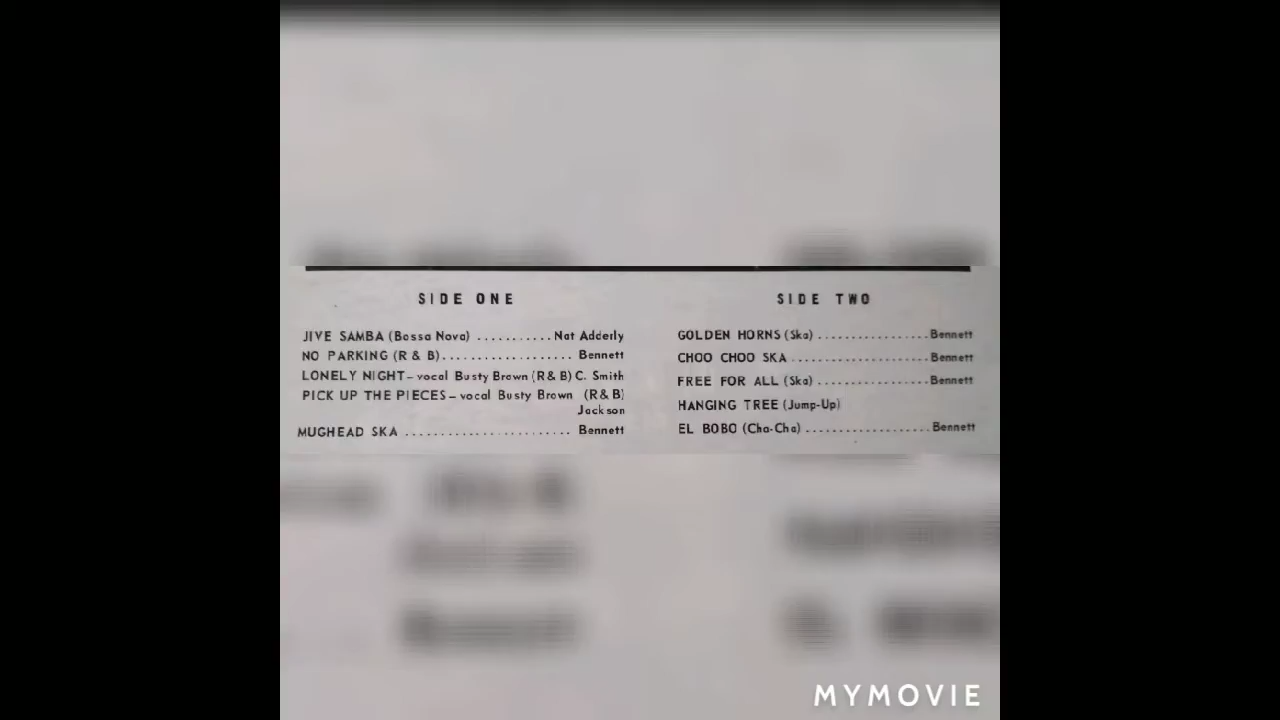 SIDE ONE
JIVE SAMBA (Bossa Nova) ........... Nat Adderly
NO PARKING (R & B).................. Bennett
LONELY NIGHT – vocal Busty Brown (R & B) C. Smith
PICK UP THE PIECES – vocal Busty Brown (R & B)
Jackson
MUGHEAD SKA ....................... Bennett
SIDE TWO
GOLDEN HORNS (Ska) ................ Bennett
CHOO CHOO SKA ................... Bennett
FREE FOR ALL (Ska) ................ Bennett
HANGING TREE (Jump-Up)
EL BOBO (Cha-Cha) .................. Bennett
MYMOVIE